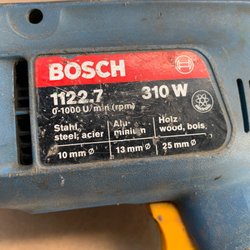 BOSCH
1122.7 310 W
0-1000 U/min (rpm)
Stahl, steel, acier
Alu- minium
Holz wood, bois
10 mm ø 13 mm ø 25 mm ø